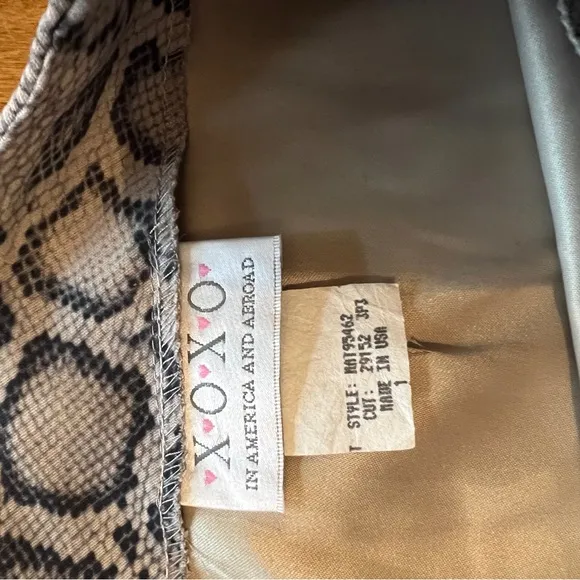 X♥O♥X♥O♥
IN AMERICA AND ABROAD
STYLE: MAT95462
CUT: 29152 3P3
MADE IN USA
T 1